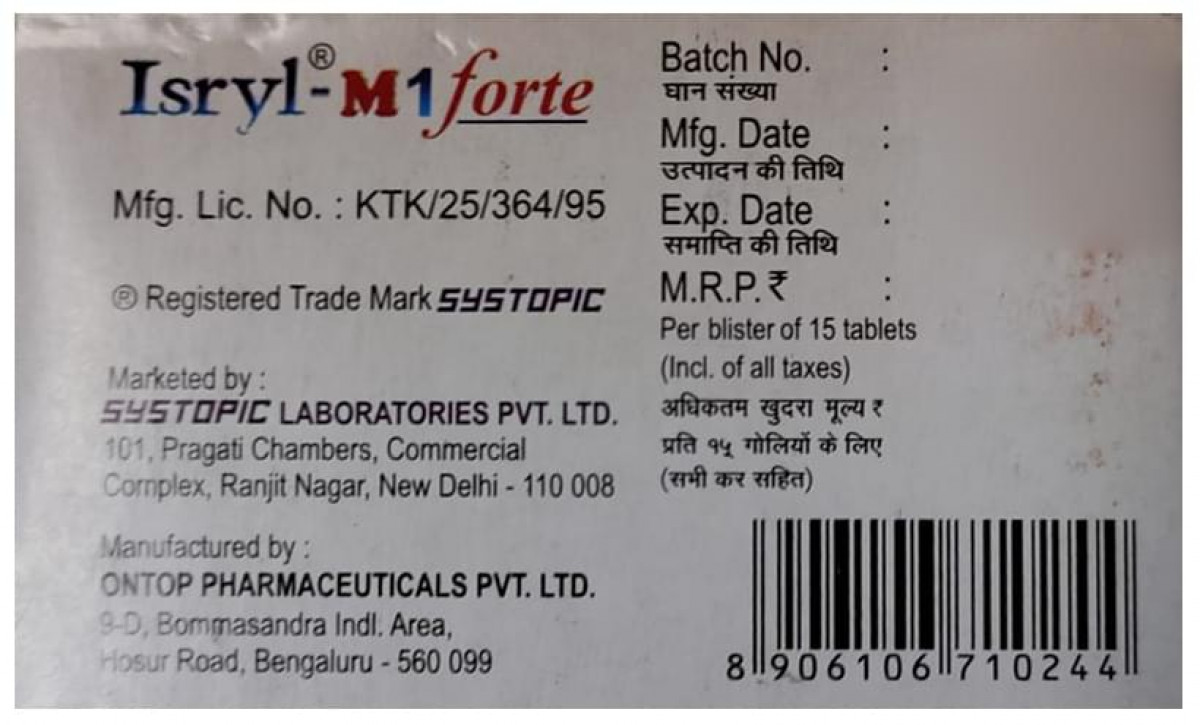 Isryl®-M1forte
Mfg. Lic. No. : KTK/25/364/95
® Registered Trade Mark SYSTOPIC
Marketed by :
SYSTOPIC LABORATORIES PVT. LTD.
101, Pragati Chambers, Commercial
Complex, Ranjit Nagar, New Delhi - 110 008
Manufactured by :
ONTOP PHARMACEUTICALS PVT. LTD.
9-D, Bommasandra Indl. Area,
Hosur Road, Bengaluru - 560 099
Batch No. :
घान संख्या
Mfg. Date :
उत्पादन की तिथि
Exp. Date :
समाप्ति की तिथि
M.R.P.₹ :
Per blister of 15 tablets
(Incl. of all taxes)
अधिकतम खुदरा मूल्य ₹
प्रति १५ गोलियों के लिए
(सभी कर सहित)
8 906106 710244